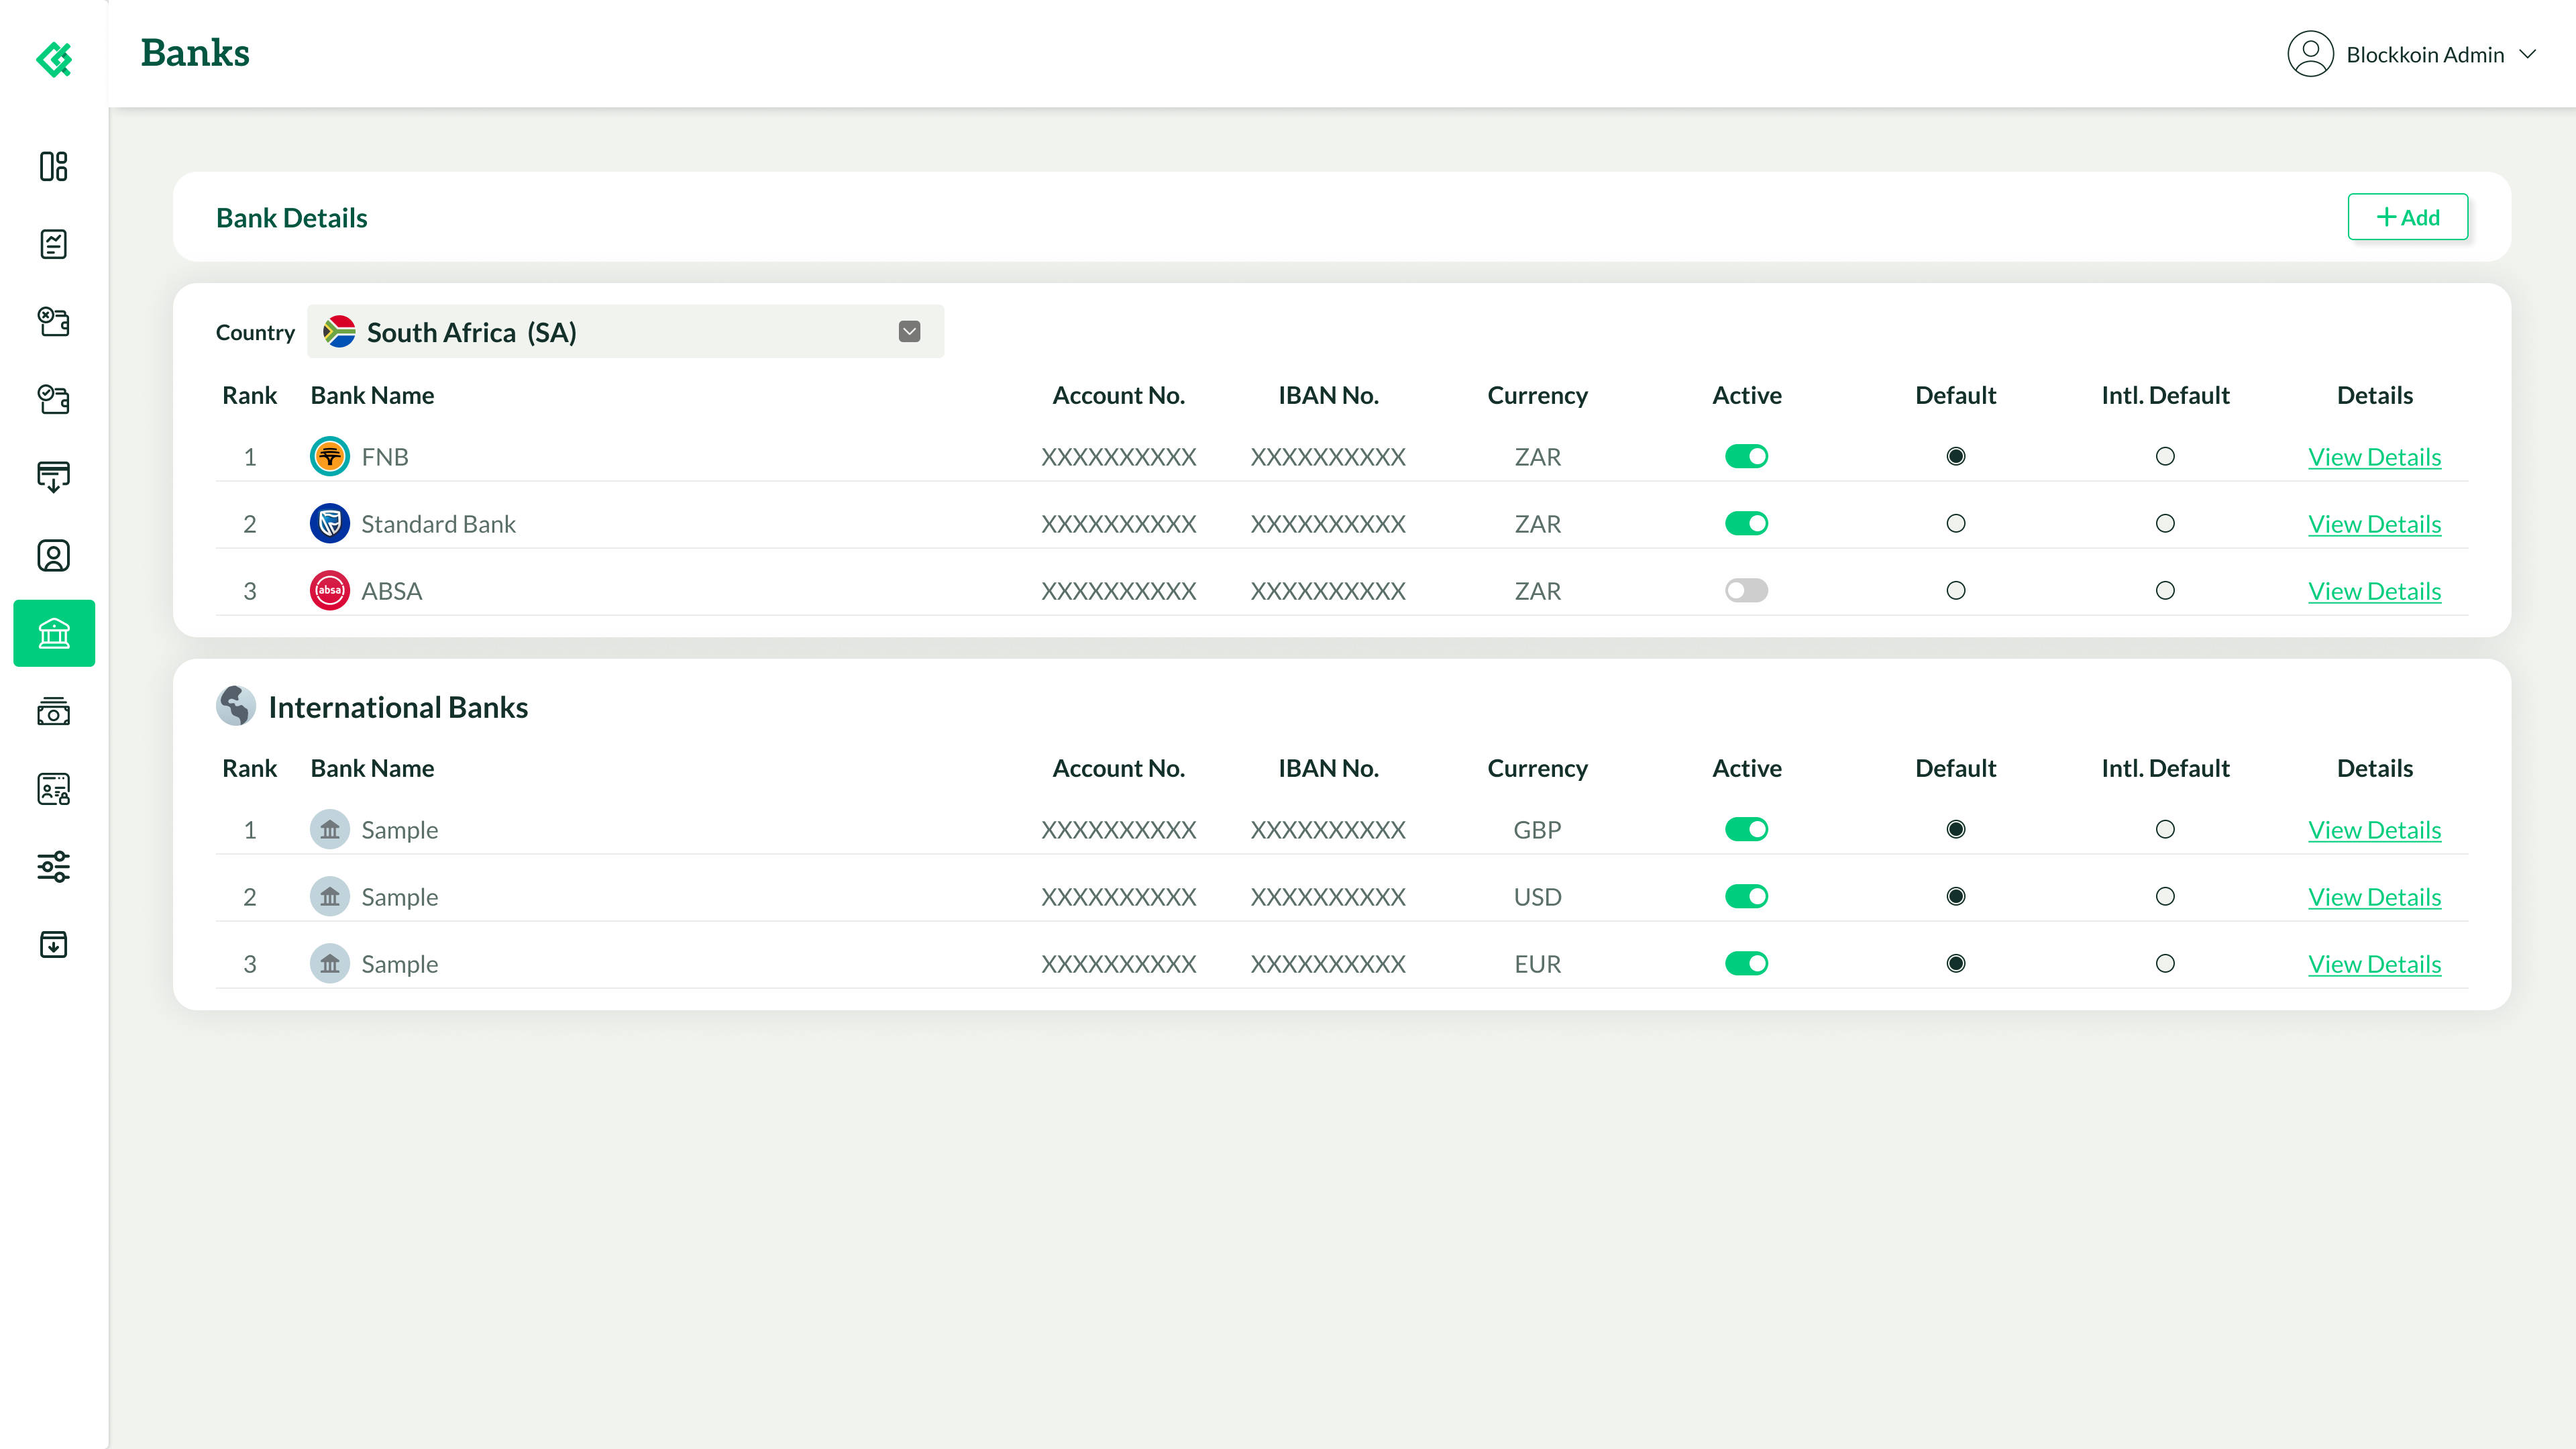 Banks
Blockkoin Admin
Bank Details
+ Add
Country South Africa (SA)
Rank Bank Name Account No. IBAN No. Currency Active Default Intl. Default Details
1 FNB XXXXXXXXXX XXXXXXXXXX ZAR View Details
2 Standard Bank XXXXXXXXXX XXXXXXXXXX ZAR View Details
3 absa ABSA XXXXXXXXXX XXXXXXXXXX ZAR View Details
International Banks
Rank Bank Name Account No. IBAN No. Currency Active Default Intl. Default Details
1 Sample XXXXXXXXXX XXXXXXXXXX GBP View Details
2 Sample XXXXXXXXXX XXXXXXXXXX USD View Details
3 Sample XXXXXXXXXX XXXXXXXXXX EUR View Details